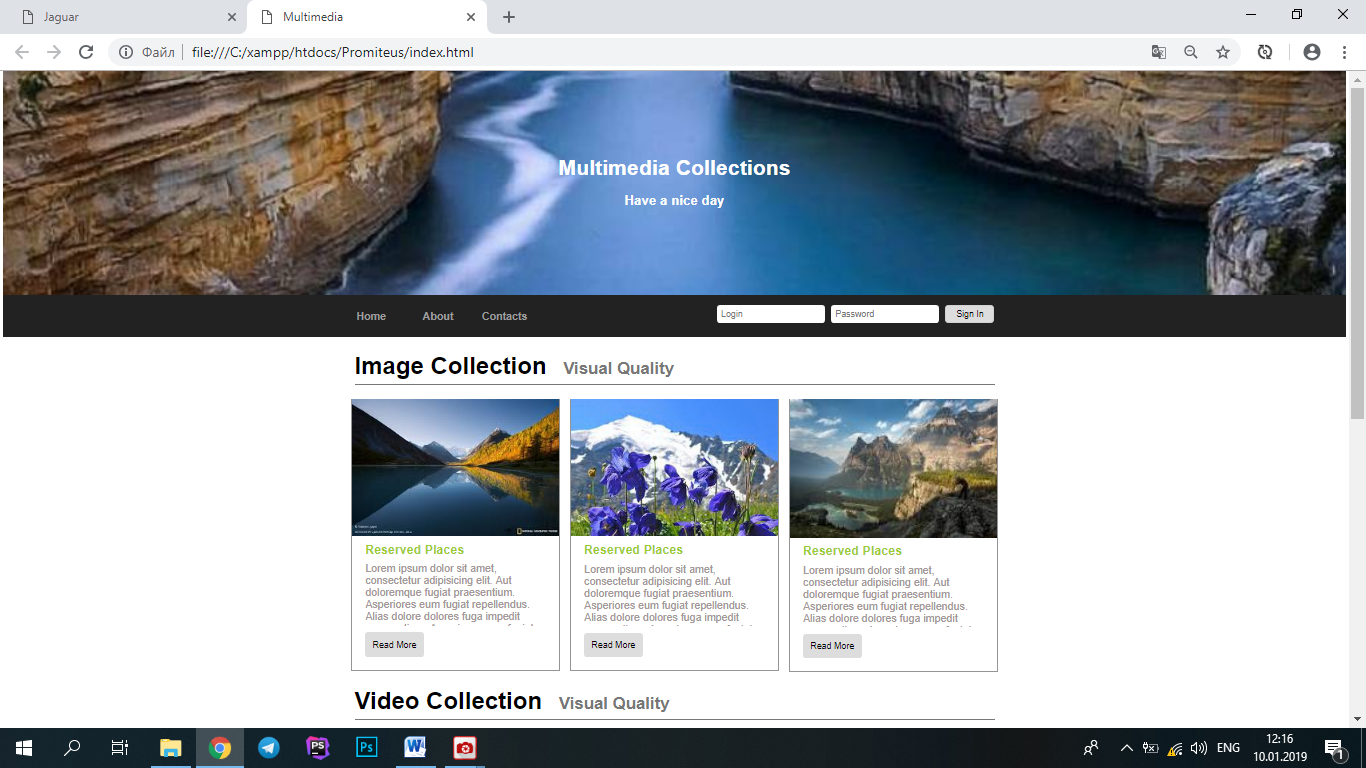 Jaguar
Multimedia
Файл
file:///C:/xampp/htdocs/Promiteus/index.html
Multimedia Collections
Have a nice day
Home About Contacts
Login Password Sign In
Image Collection Visual Quality
Reserved Places
Lorem ipsum dolor sit amet,
consectetur adipisicing elit. Aut
doloremque fugiat praesentium.
Asperiores eum fugiat repellendus.
Alias dolore dolores fuga impedit
Read More
Reserved Places
Lorem ipsum dolor sit amet,
consectetur adipisicing elit. Aut
doloremque fugiat praesentium.
Asperiores eum fugiat repellendus.
Alias dolore dolores fuga impedit
Read More
Reserved Places
Lorem ipsum dolor sit amet,
consectetur adipisicing elit. Aut
doloremque fugiat praesentium.
Asperiores eum fugiat repellendus.
Alias dolore dolores fuga impedit
Read More
Video Collection Visual Quality
PS
Ps
W
ENG
12:16
10.01.2019
1